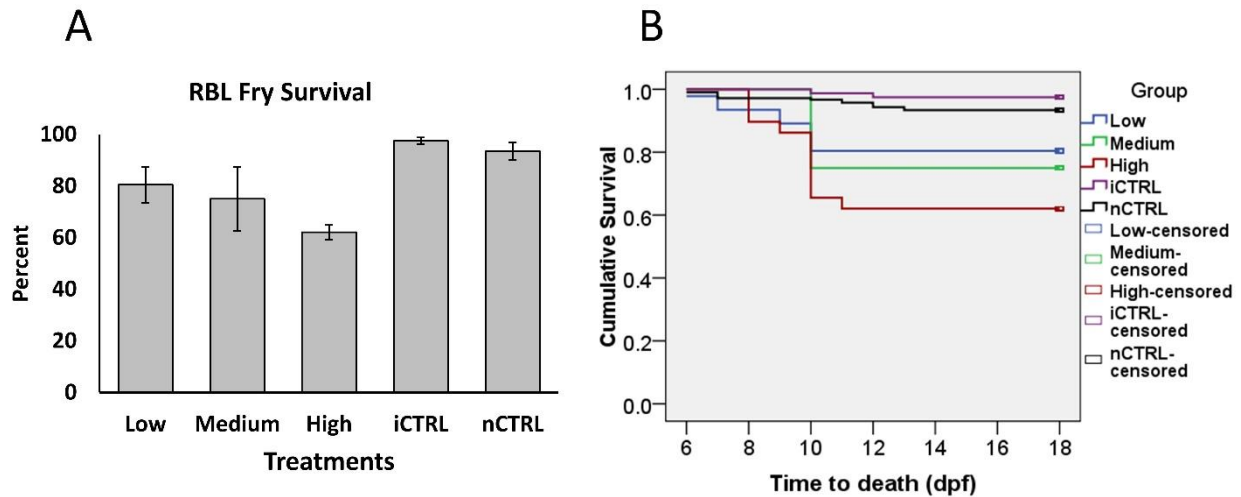 A
RBL Fry Survival
Percent
100
80
60
40
20
0
Low Medium High iCTRL nCTRL
Treatments
B
Cumulative Survival
1.0
0.8
0.6
0.4
0.2
0.0
6 8 10 12 14 16 18
Time to death (dpf)
Group
Low
Medium
High
iCTRL
nCTRL
Low-censored
Medium-
censored
High-censored
iCTRL-
censored
nCTRL-
censored